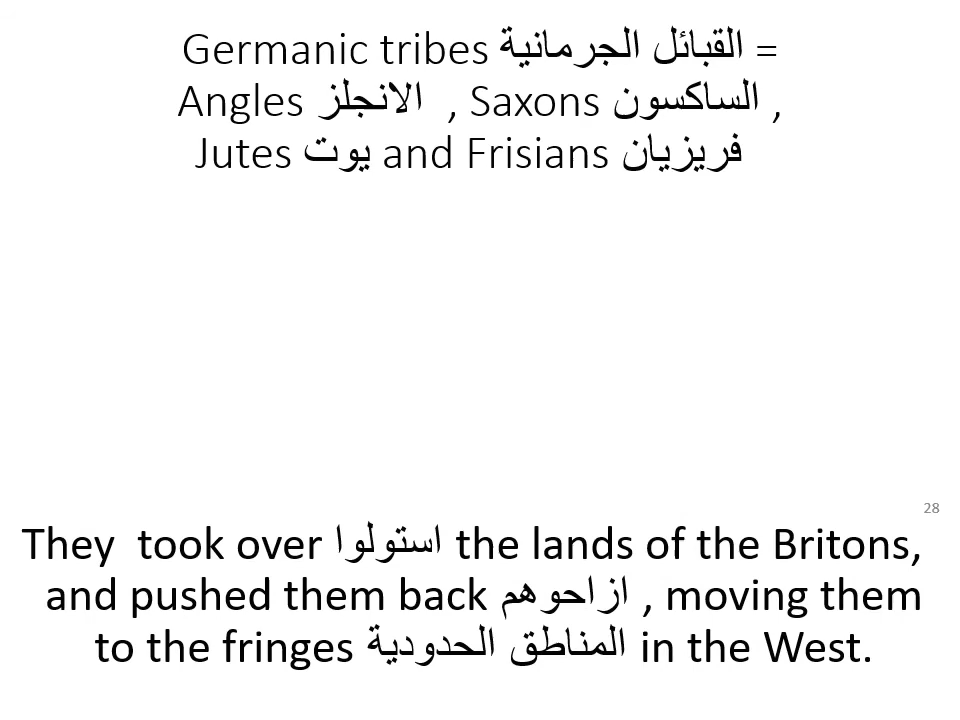 Germanic tribes القبائل الجرمانية =
Angles الانجلز , Saxons الساكسون ,
Jutes يوت and Frisians فريزيان
28
They took over استولوا the lands of the Britons,
and pushed them back ازاحوهم , moving them
to the fringes المناطق الحدودية in the West.